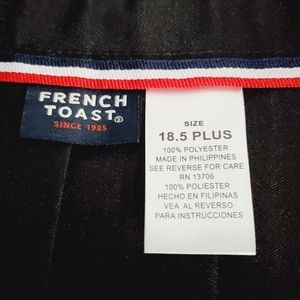 FRENCH
TOAST®
SINCE 1985
SIZE
18.5 PLUS
100% POLYESTER
MADE IN PHILIPPINES
SEE REVERSE FOR CARE
RN 13706
100% POLIESTER
HECHO EN FILIPINAS
VEA AL REVERSO
PARA INSTRUCCIONES